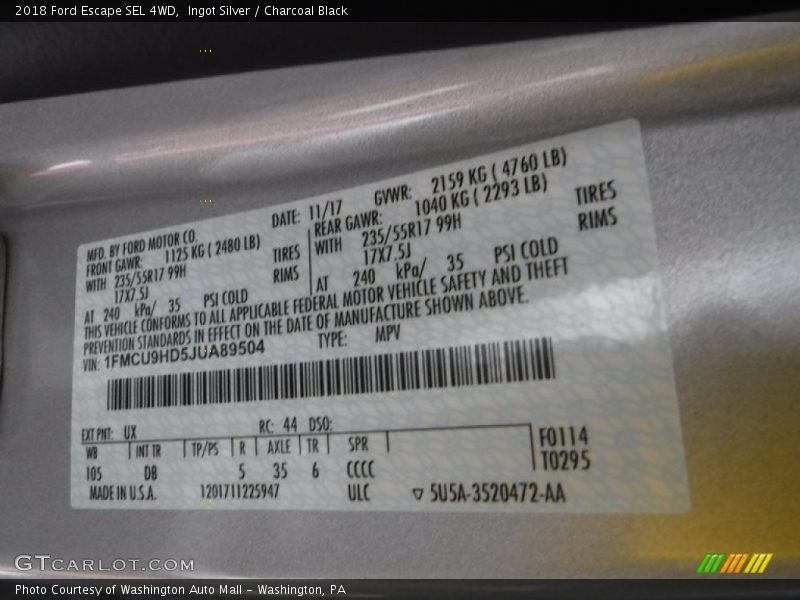 2018 Ford Escape SEL 4WD,  Ingot Silver / Charcoal Black
MFD. BY FORD MOTOR CO. DATE: 11/17 GVWR: 2159 KG ( 4760 LB)
FRONT GAWR: 1125 KG ( 2480 LB) REAR GAWR: 1040 KG ( 2293 LB)
WITH 235/55R17 99H TIRES WITH 235/55R17 99H TIRES
17X7.5J RIMS 17X7.5J RIMS
AT 240 kPa/ 35 PSI COLD AT 240 kPa/ 35 PSI COLD
THIS VEHICLE CONFORMS TO ALL APPLICABLE FEDERAL MOTOR VEHICLE SAFETY AND THEFT
PREVENTION STANDARDS IN EFFECT ON THE DATE OF MANUFACTURE SHOWN ABOVE.
VIN: 1FMCU9HD5JUA89504 TYPE: MPV
EXT PNT: UX RC: 44 DSO:
WB INT TR TP/PS R AXLE TR SPR F0114
105 DB 5 35 6 CCCC T0295
MADE IN U.S.A. 1201711225947 ULC ▽ 5U5A-3520472-AA
GTCARLOT.COM
Photo Courtesy of Washington Auto Mall - Washington, PA